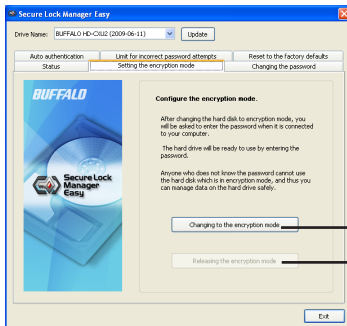 Secure Lock Manager Easy
Drive Name: BUFFALO HD-CXU2 (2009-06-11) Update
Auto authentication Limit for incorrect password attempts Reset to the factory defaults
Status Setting the encryption mode Changing the password
BUFFALO
Secure Lock
Manager
Easy
Configure the encryption mode.
After changing the hard disk to encryption mode, you
will be asked to enter the password when it is connected
to your computer.
The hard drive will be ready to use by entering the
password.
Anyone who does not know the password cannot use
the hard disk which is in encryption mode, and thus you
can manage data on the hard drive safely.
Changing to the encryption mode
Releasing the encryption mode
Exit